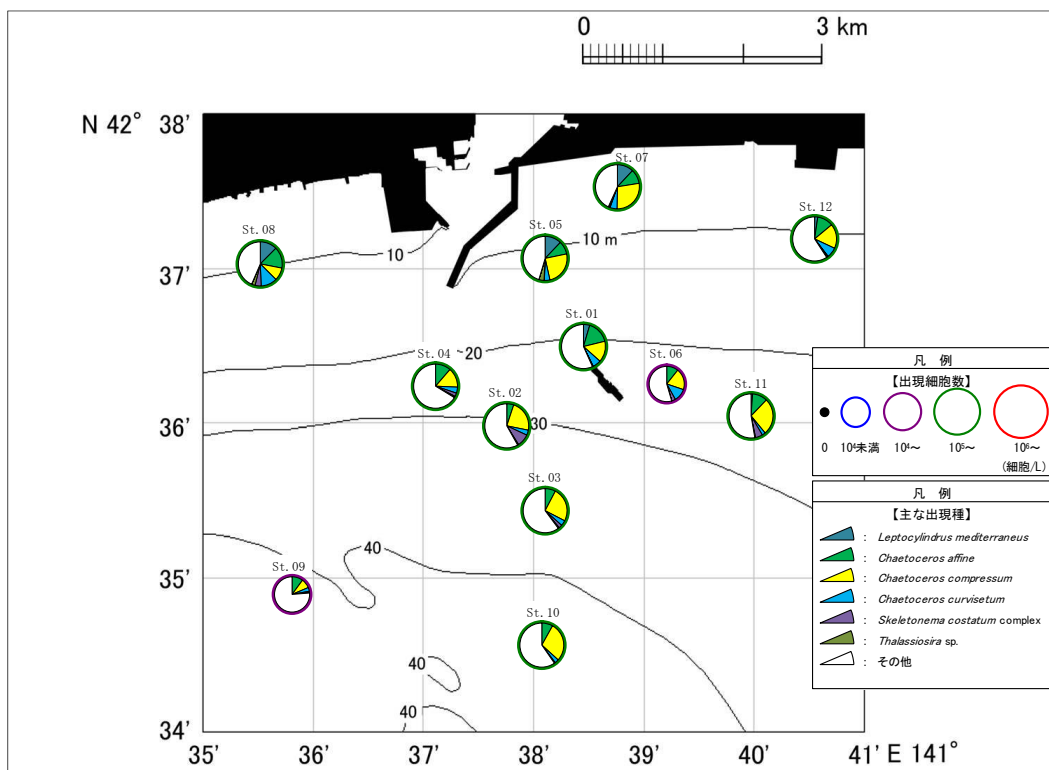 0 3 km
N 42° 38'
St.07
St.12
St.08
St.05
10 m
10
37'
St.01
St.04
20
St.06
St.02
St.11
36'
30
St.03
40
35'
St.09
St.10
40
40
34'
35' 36' 37' 38' 39' 40' 41' E 141°
凡 例
【出現細胞数】
0 10⁴未満 10⁴~ 10⁵~ 10⁶~
(細胞/L)
凡 例
【主な出現種】
: Leptocylindrus mediterraneus
: Chaetoceros affine
: Chaetoceros compressum
: Chaetoceros curvisetum
: Skeletonema costatum complex
: Thalassiosira sp.
: その他